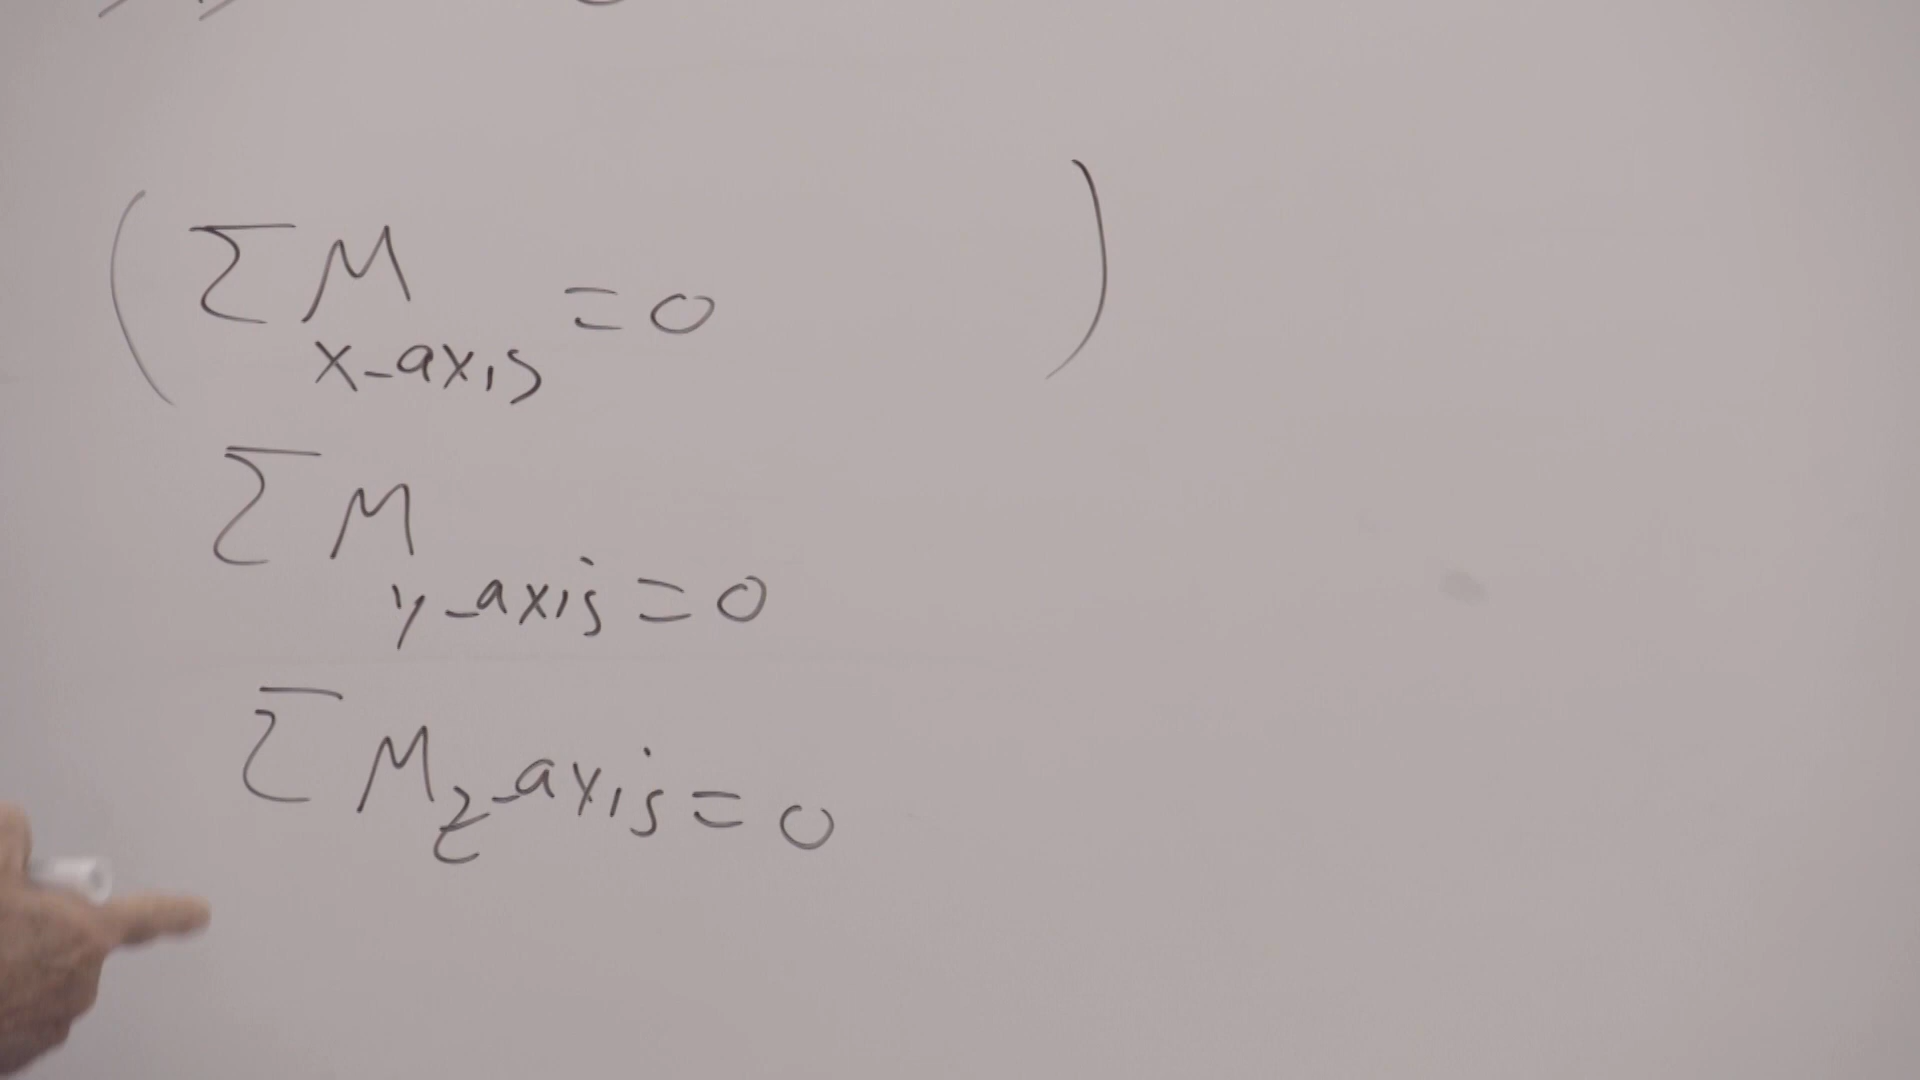 ( ΣM x-axis = 0 )
ΣM y-axis = 0
ΣM z-axis = 0